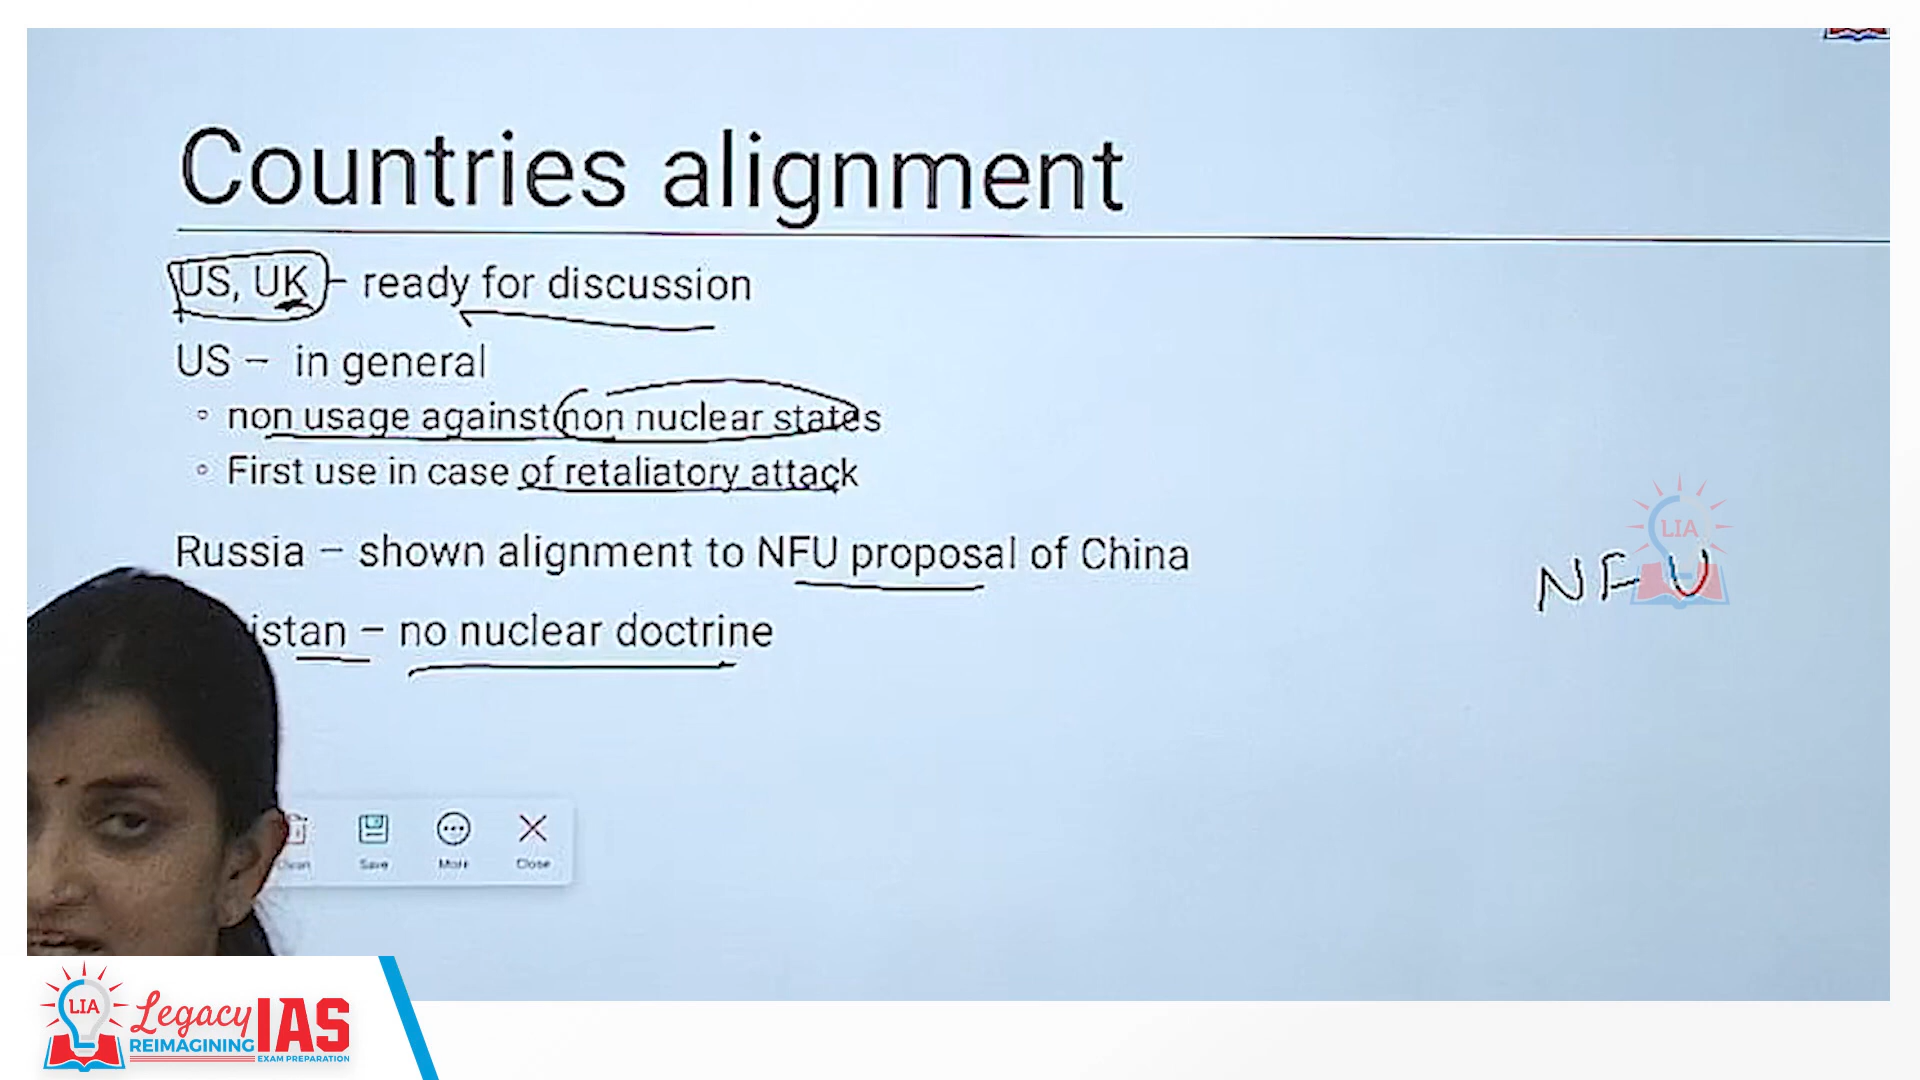 Countries alignment
US, UK – ready for discussion
US – in general
◦ non usage against non nuclear states
◦ First use in case of retaliatory attack
Russia – shown alignment to NFU proposal of China
istan – no nuclear doctrine
NFU
LIA
Clean Save More Close
LIA
Legacy IAS
REIMAGINING
EXAM PREPARATION